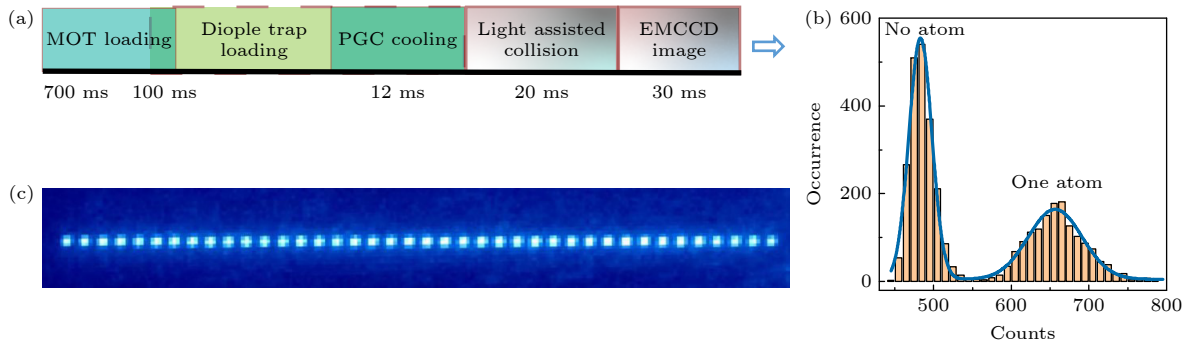 (a)
MOT loading
Diople trap
loading
PGC cooling
Light assisted
collision
EMCCD
image
700 ms
100 ms
12 ms
20 ms
30 ms
(b)
600
400
200
0
Occurrence
No atom
One atom
500
600
700
800
Counts
(c)